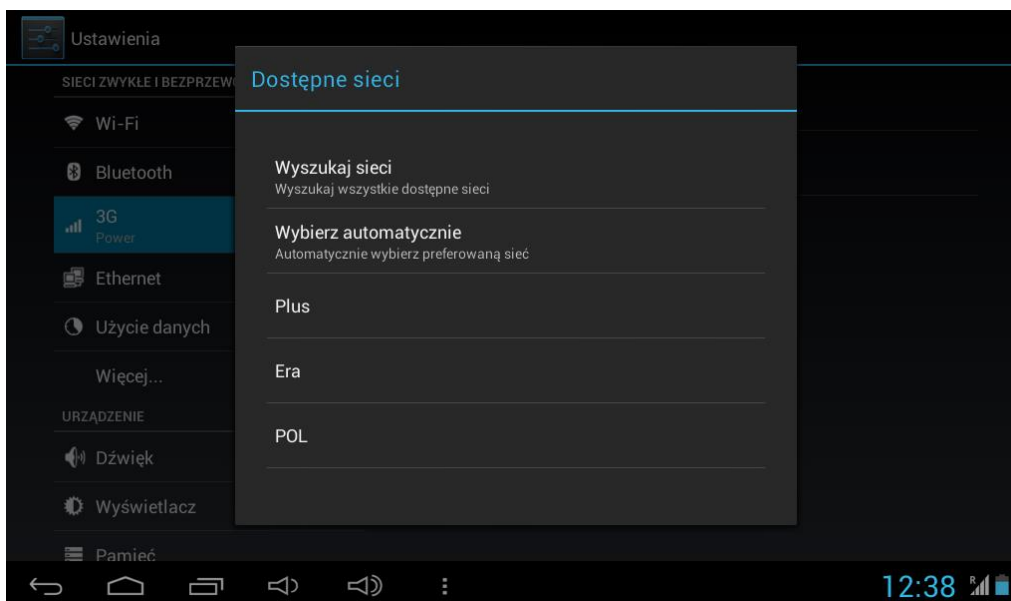 Ustawienia
SIECI ZWYKŁE I BEZPRZEW
Wi-Fi
Bluetooth
3G
Power
Ethernet
Użycie danych
Więcej...
URZĄDZENIE
Dźwięk
Wyświetlacz
Pamięć
Dostępne sieci
Wyszukaj sieci
Wyszukaj wszystkie dostępne sieci
Wybierz automatycznie
Automatycznie wybierz preferowaną sieć
Plus
Era
POL
12:38
R